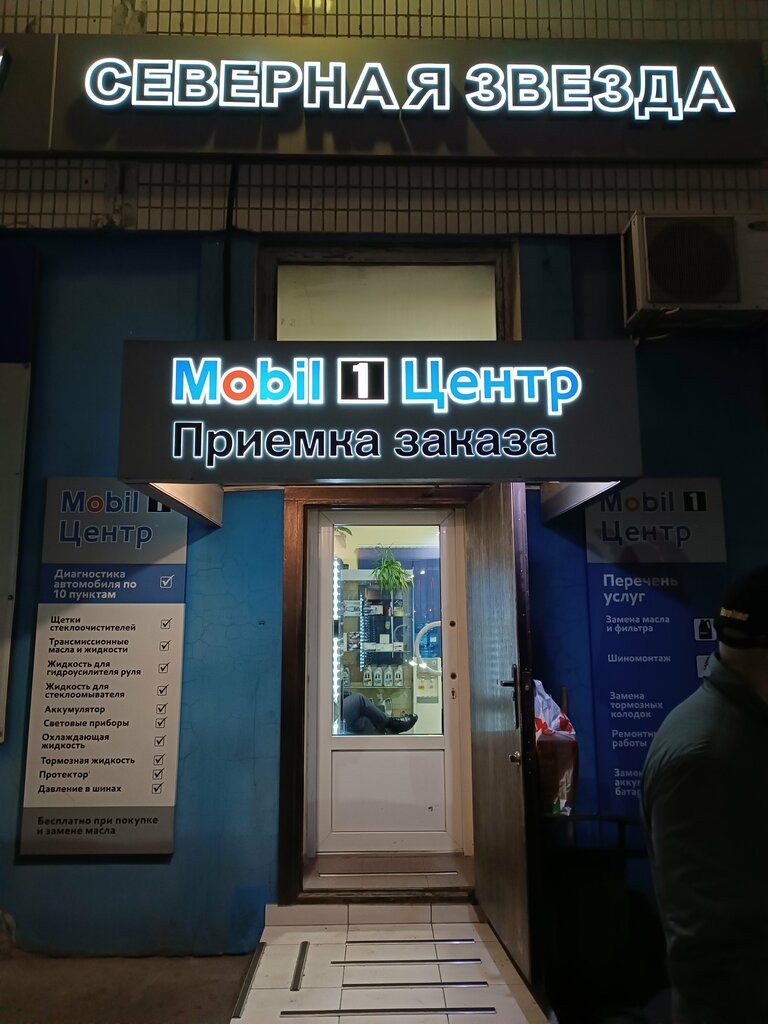 СЕВЕРНАЯ ЗВЕЗДА
Mobil 1 Центр
Приемка заказа
Mobil 1
Центр
Диагностика
автомобиля по
10 пунктам
Щетки
стеклоочистителей
Трансмиссионные
масла и жидкости
Жидкость для
гидроусилителя руля
Жидкость для
стеклоомывателя
Аккумулятор
Световые приборы
Охлаждающая
жидкость
Тормозная жидкость
Протектор
Давление в шинах
Бесплатно при покупке
и замене масла
Mobil 1
Центр
Перечень
услуг
Замена масла
и фильтра
Шиномонтаж
Замена
тормозных
колодок
работы